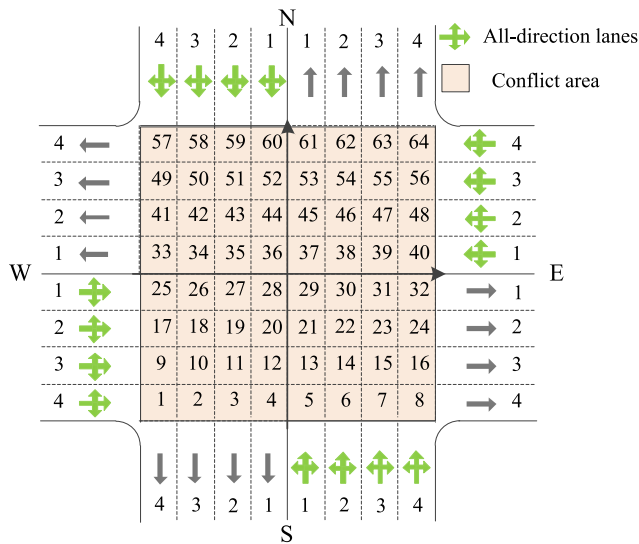 N
4 3 2 1 1 2 3 4
All-direction lanes
Conflict area
4 57 58 59 60 61 62 63 64 4
3 49 50 51 52 53 54 55 56 3
2 41 42 43 44 45 46 47 48 2
1 33 34 35 36 37 38 39 40 1
W E
1 25 26 27 28 29 30 31 32 1
2 17 18 19 20 21 22 23 24 2
3 9 10 11 12 13 14 15 16 3
4 1 2 3 4 5 6 7 8 4
4 3 2 1 1 2 3 4
S